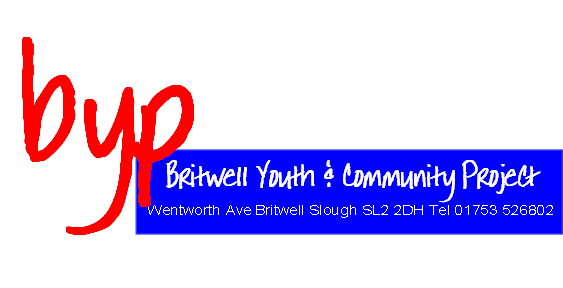 byp
Britwell Youth & Community Project
Wentworth Ave Britwell Slough SL2 2DH Tel 01753 526802